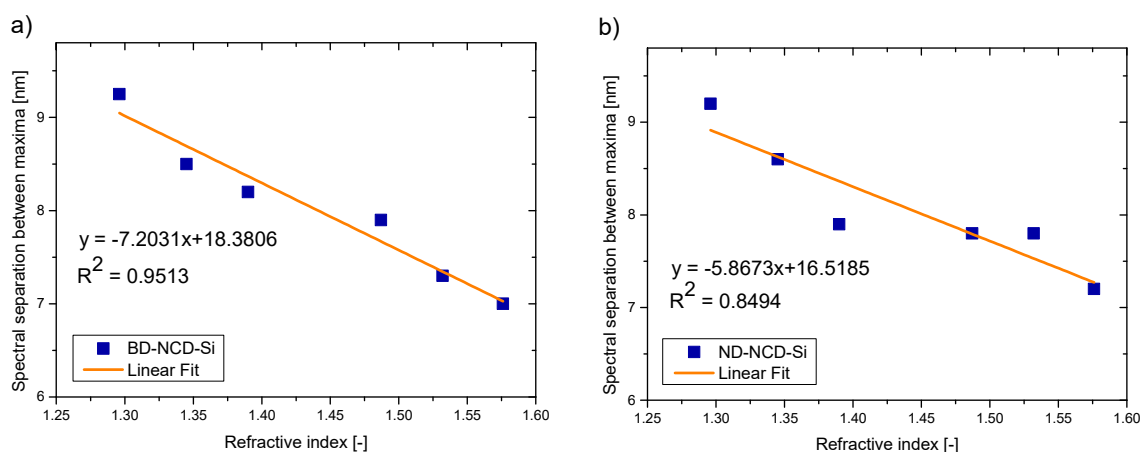 a)
Spectral separation between maxima [nm]
9
8
7
6
y = -7.2031x+18.3806
R² = 0.9513
BD-NCD-Si
Linear Fit
1.25 1.30 1.35 1.40 1.45 1.50 1.55 1.60
Refractive index [-]
b)
Spectral separation between maxima [nm]
9
8
7
6
y = -5.8673x+16.5185
R² = 0.8494
ND-NCD-Si
Linear Fit
1.25 1.30 1.35 1.40 1.45 1.50 1.55 1.60
Refractive index [-]